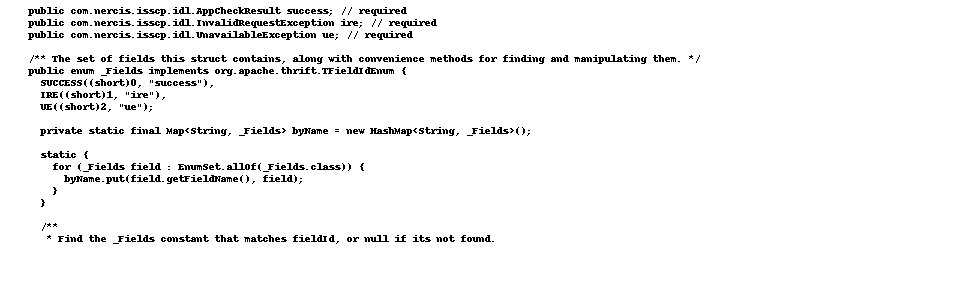 public com.nercis.isscp.idl.AppCheckResult success; // required
public com.nercis.isscp.idl.InvalidRequestException ire; // required
public com.nercis.isscp.idl.UnavailableException ue; // required
/** The set of fields this struct contains, along with convenience methods for finding and manipulating them. */
public enum _Fields implements org.apache.thrift.TFieldIdEnum {
SUCCESS((short)0, "success"),
IRE((short)1, "ire"),
UE((short)2, "ue");
private static final Map<String, _Fields> byName = new HashMap<String, _Fields>();
static {
for (_Fields field : EnumSet.allOf(_Fields.class)) {
byName.put(field.getFieldName(), field);
}
}
/**
* Find the _Fields constant that matches fieldId, or null if its not found.